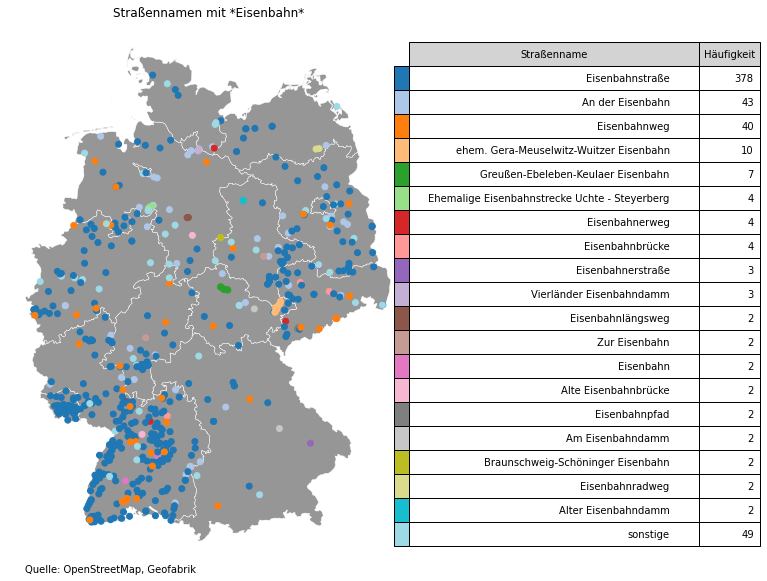 Straßennamen mit *Eisenbahn*
Straßenname Häufigkeit
Eisenbahnstraße 378
An der Eisenbahn 43
Eisenbahnweg 40
ehem. Gera-Meuselwitz-Wuitzer Eisenbahn 10
Greußen-Ebeleben-Keulaer Eisenbahn 7
Ehemalige Eisenbahnstrecke Uchte - Steyerberg 4
Eisenbahnerweg 4
Eisenbahnbrücke 4
Eisenbahnerstraße 3
Vierländer Eisenbahndamm 3
Eisenbahnlängsweg 2
Zur Eisenbahn 2
Eisenbahn 2
Alte Eisenbahnbrücke 2
Eisenbahnpfad 2
Am Eisenbahndamm 2
Braunschweig-Schöninger Eisenbahn 2
Eisenbahnradweg 2
Alter Eisenbahndamm 2
sonstige 49
Quelle: OpenStreetMap, Geofabrik